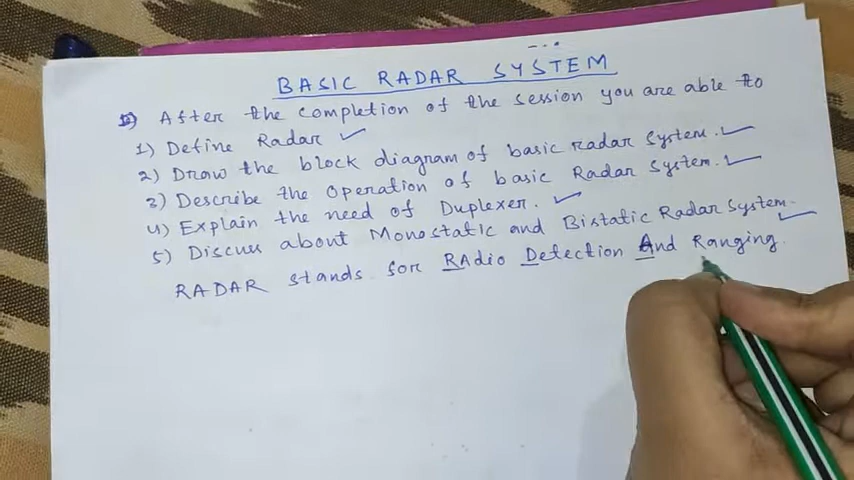 BASIC RADAR SYSTEM
After the completion of the session you are able to
1) Define Radar ✓
2) Draw the block diagram of basic radar System. ✓
3) Describe the Operation of basic Radar System. ✓
4) Explain the need of Duplexer. ✓
5) Discuss about Monostatic and Bistatic Radar System. ✓
RADAR stands for RAdio Detection And Ranging.